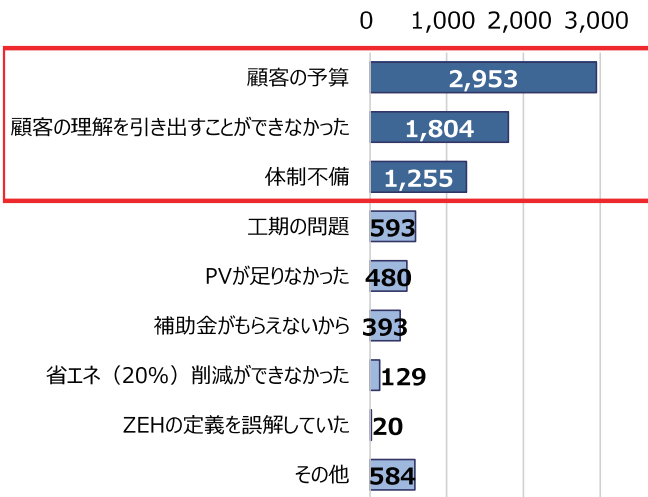 0 1,000 2,000 3,000
顧客の予算 2,953
顧客の理解を引き出すことができなかった 1,804
体制不備 1,255
工期の問題 593
PVが足りなかった 480
補助金がもらえないから 393
省エネ（20%）削減ができなかった 129
ZEHの定義を誤解していた 20
その他 584